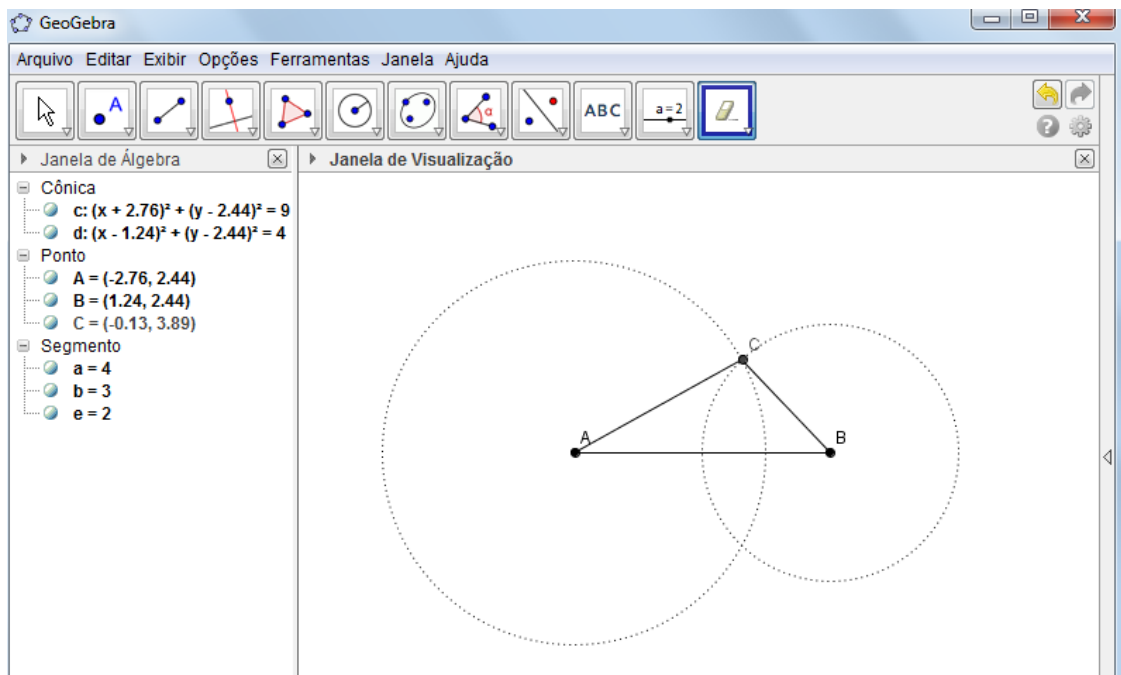 GeoGebra
Arquivo Editar Exibir Opções Ferramentas Janela Ajuda
A
α
ABC
a=2
Janela de Álgebra
Janela de Visualização
Cônica
c: (x + 2.76)² + (y - 2.44)² = 9
d: (x - 1.24)² + (y - 2.44)² = 4
Ponto
A = (-2.76, 2.44)
B = (1.24, 2.44)
C = (-0.13, 3.89)
Segmento
a = 4
b = 3
e = 2
C
A
B